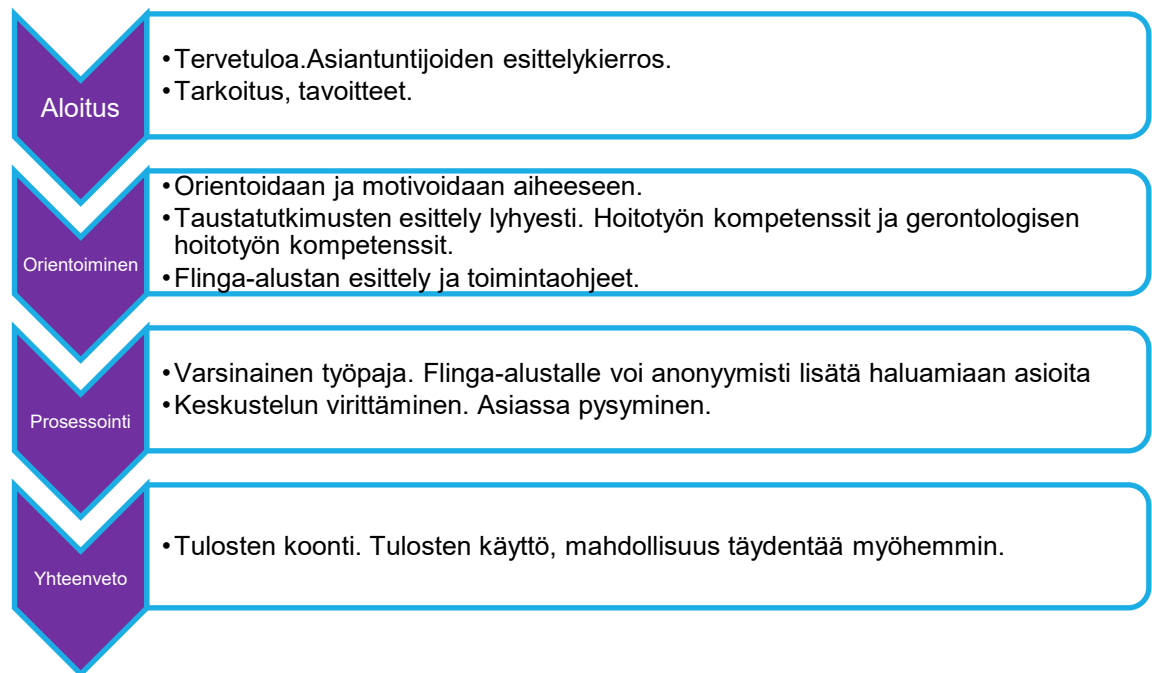 Aloitus
•Tervetuloa.Asiantuntijoiden esittelykierros.
•Tarkoitus, tavoitteet.
Orientoiminen
•Orientoidaan ja motivoidaan aiheeseen.
•Taustatutkimusten esittely lyhyesti. Hoitotyön kompetenssit ja gerontologisen
hoitotyön kompetenssit.
•Flinga-alustan esittely ja toimintaohjeet.
Prosessointi
•Varsinainen työpaja. Flinga-alustalle voi anonyymisti lisätä haluamiaan asioita
•Keskustelun virittäminen. Asiassa pysyminen.
Yhteenveto
•Tulosten koonti. Tulosten käyttö, mahdollisuus täydentää myöhemmin.